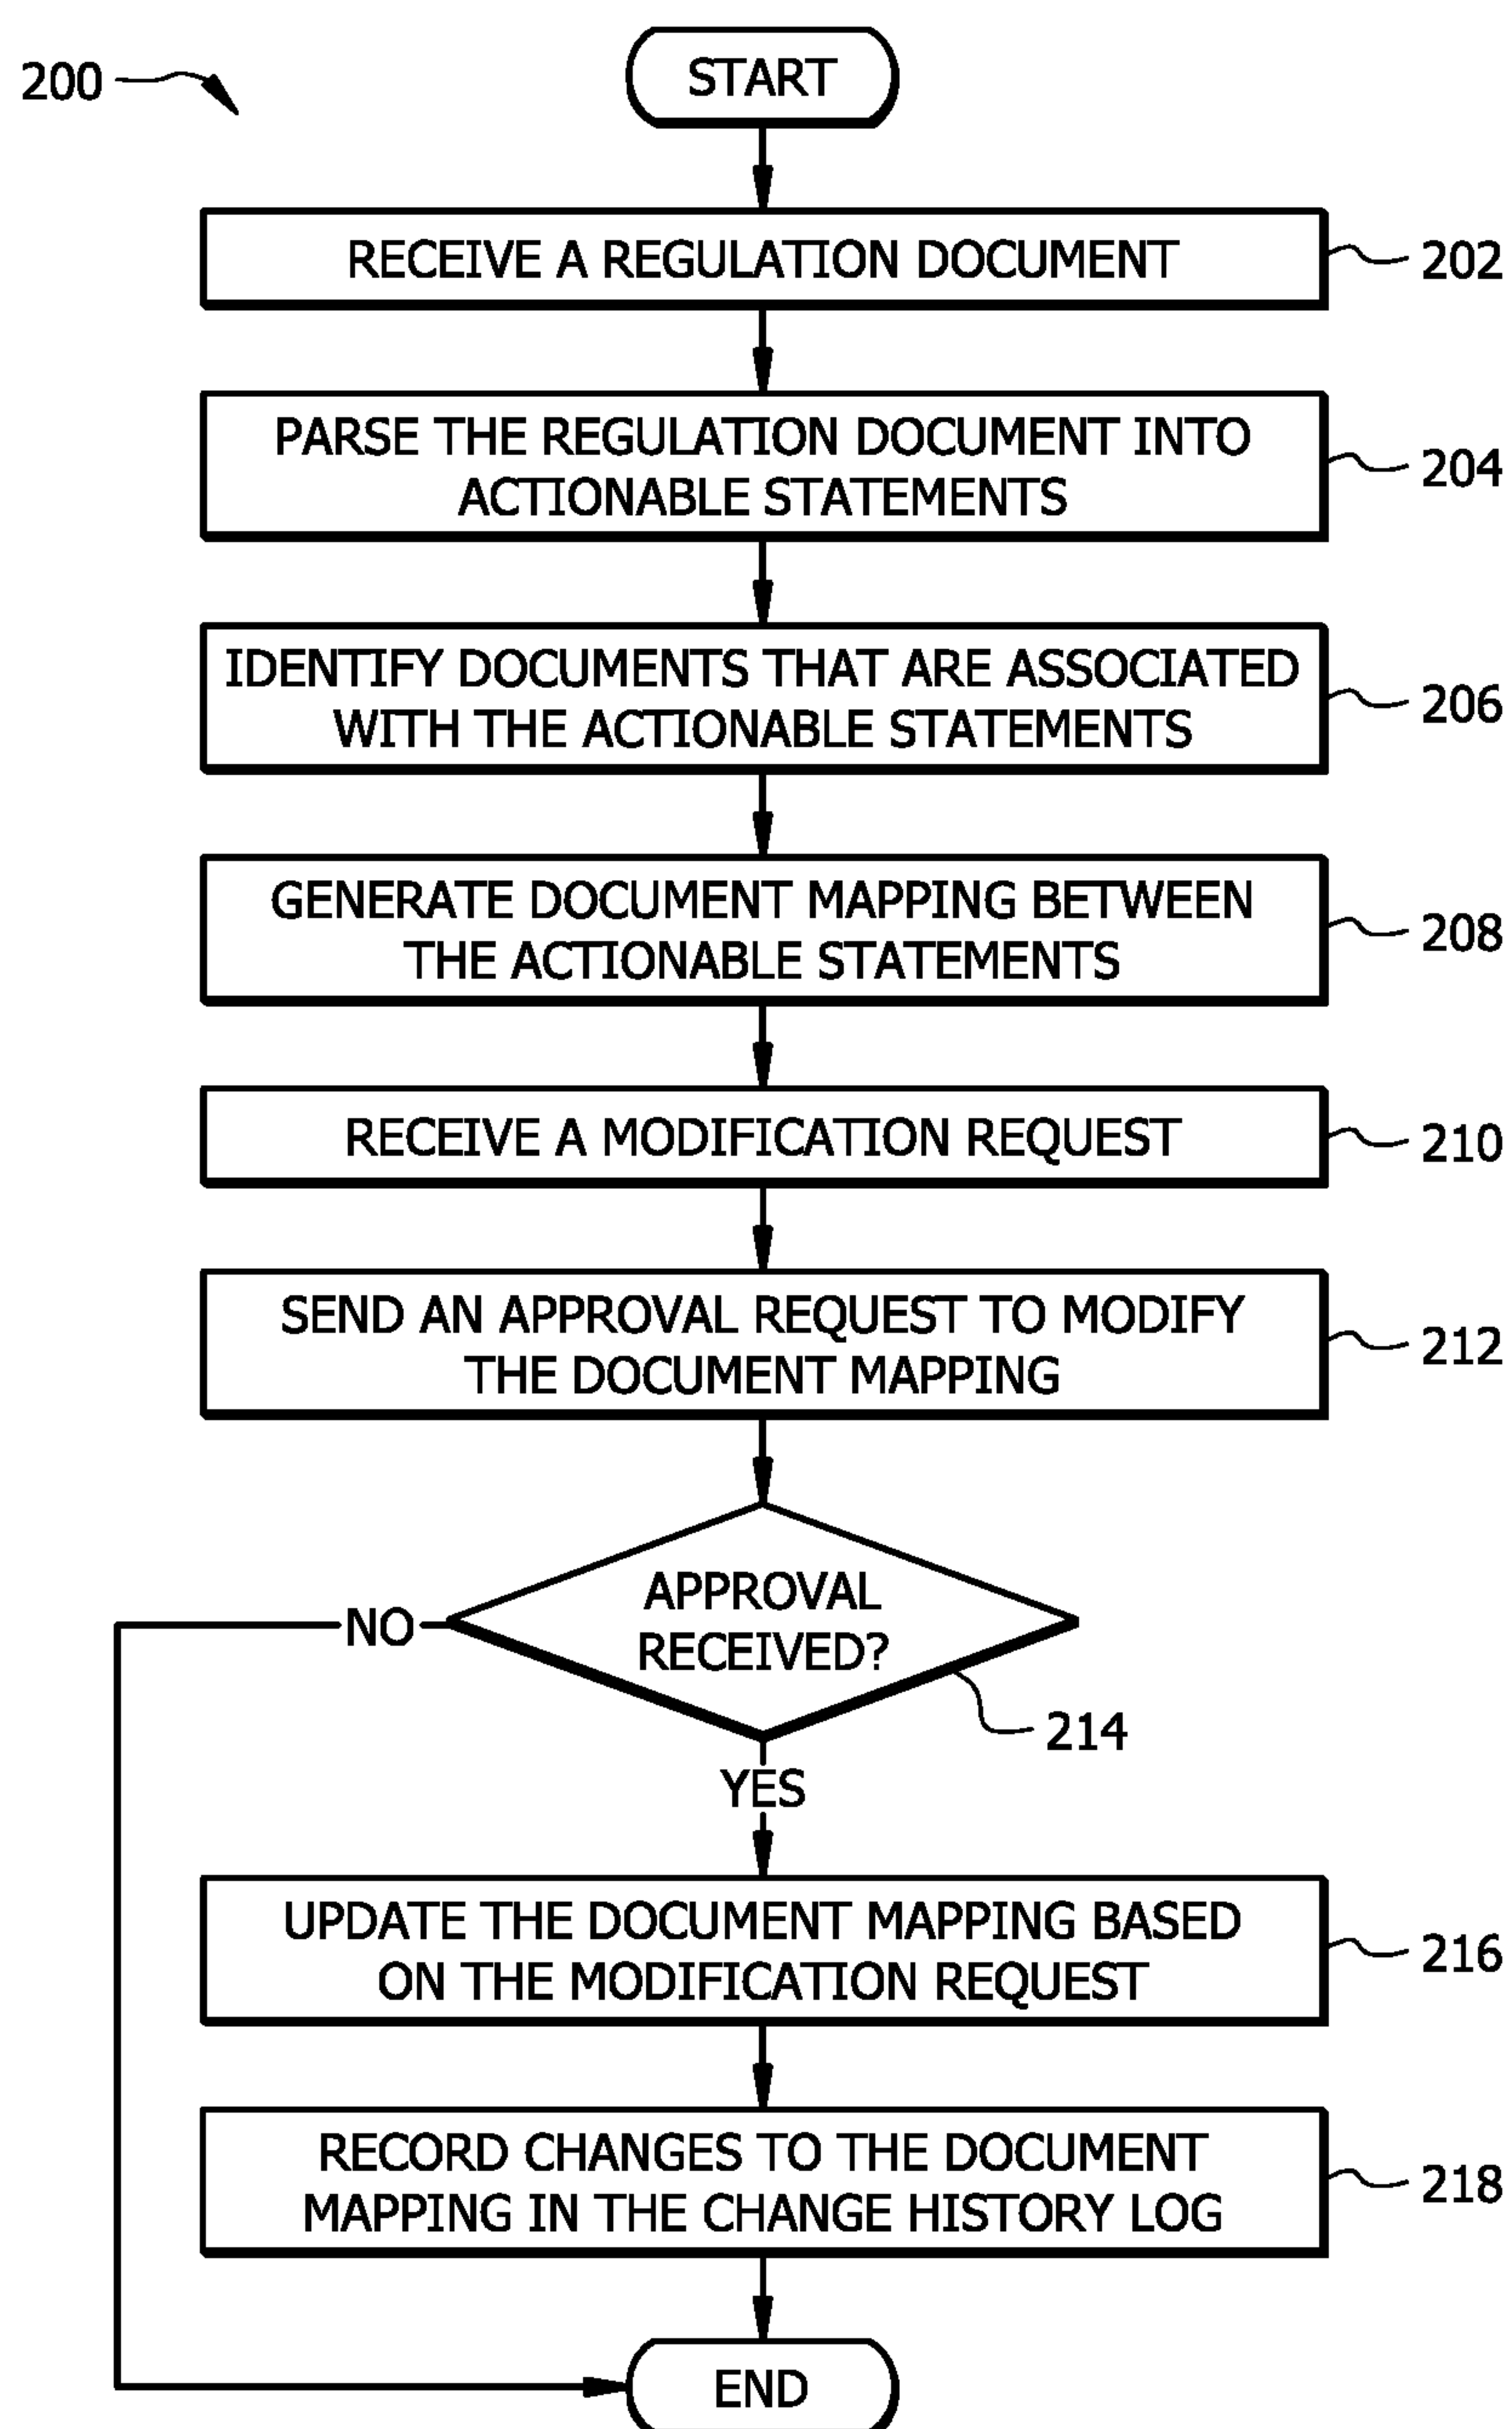 200
START
RECEIVE A REGULATION DOCUMENT
202
PARSE THE REGULATION DOCUMENT INTO
ACTIONABLE STATEMENTS
204
IDENTIFY DOCUMENTS THAT ARE ASSOCIATED
WITH THE ACTIONABLE STATEMENTS
206
GENERATE DOCUMENT MAPPING BETWEEN
THE ACTIONABLE STATEMENTS
208
RECEIVE A MODIFICATION REQUEST
210
SEND AN APPROVAL REQUEST TO MODIFY
THE DOCUMENT MAPPING
212
APPROVAL
RECEIVED?
NO
214
YES
UPDATE THE DOCUMENT MAPPING BASED
ON THE MODIFICATION REQUEST
216
RECORD CHANGES TO THE DOCUMENT
MAPPING IN THE CHANGE HISTORY LOG
218
END